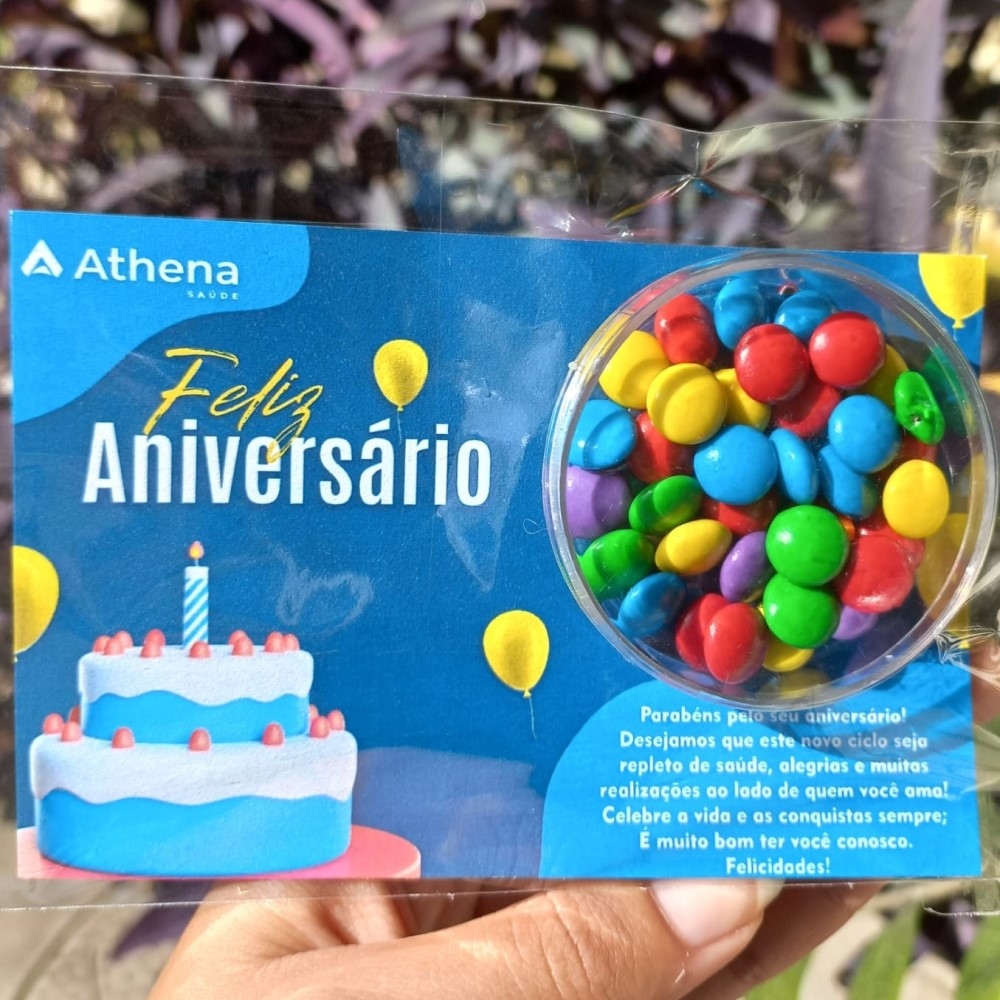 Athena
SAÚDE
Feliz
Aniversário
Parabéns pelo seu aniversário!
Desejamos que este novo ciclo seja
repleto de saúde, alegrias e muitas
realizações ao lado de quem você ama!
Celebre a vida e as conquistas sempre;
É muito bom ter você conosco.
Felicidades!